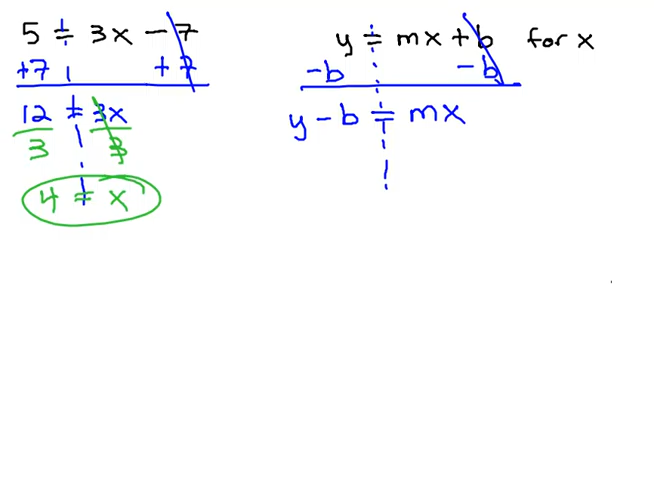 5 = 3x - 7
+7 +7
12 = 3x
3 3
4 = x
y = mx + b for x
-b -b
y - b = mx